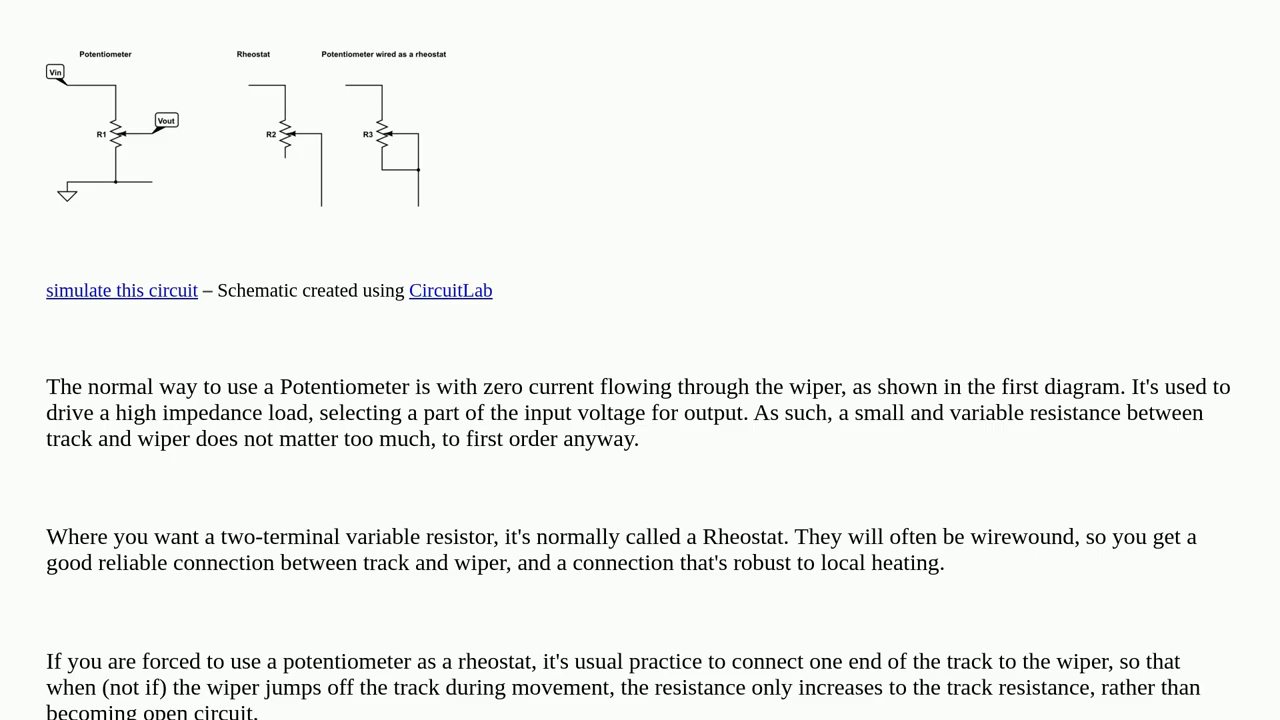 Potentiometer
Rheostat
Potentiometer wired as a rheostat
Vin
Vout
R1
R2
R3
simulate this circuit – Schematic created using CircuitLab
The normal way to use a Potentiometer is with zero current flowing through the wiper, as shown in the first diagram. It's used to
drive a high impedance load, selecting a part of the input voltage for output. As such, a small and variable resistance between
track and wiper does not matter too much, to first order anyway.
Where you want a two-terminal variable resistor, it's normally called a Rheostat. They will often be wirewound, so you get a
good reliable connection between track and wiper, and a connection that's robust to local heating.
If you are forced to use a potentiometer as a rheostat, it's usual practice to connect one end of the track to the wiper, so that
when (not if) the wiper jumps off the track during movement, the resistance only increases to the track resistance, rather than
becoming open circuit.